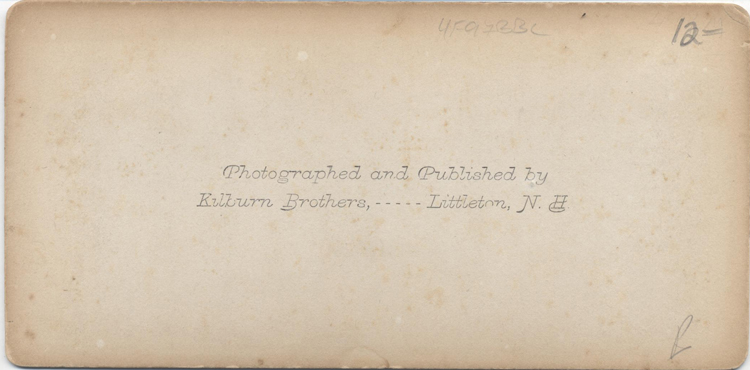 12=
Photographed and Published by
Kilburn Brothers, ----- Littleton, N. H.